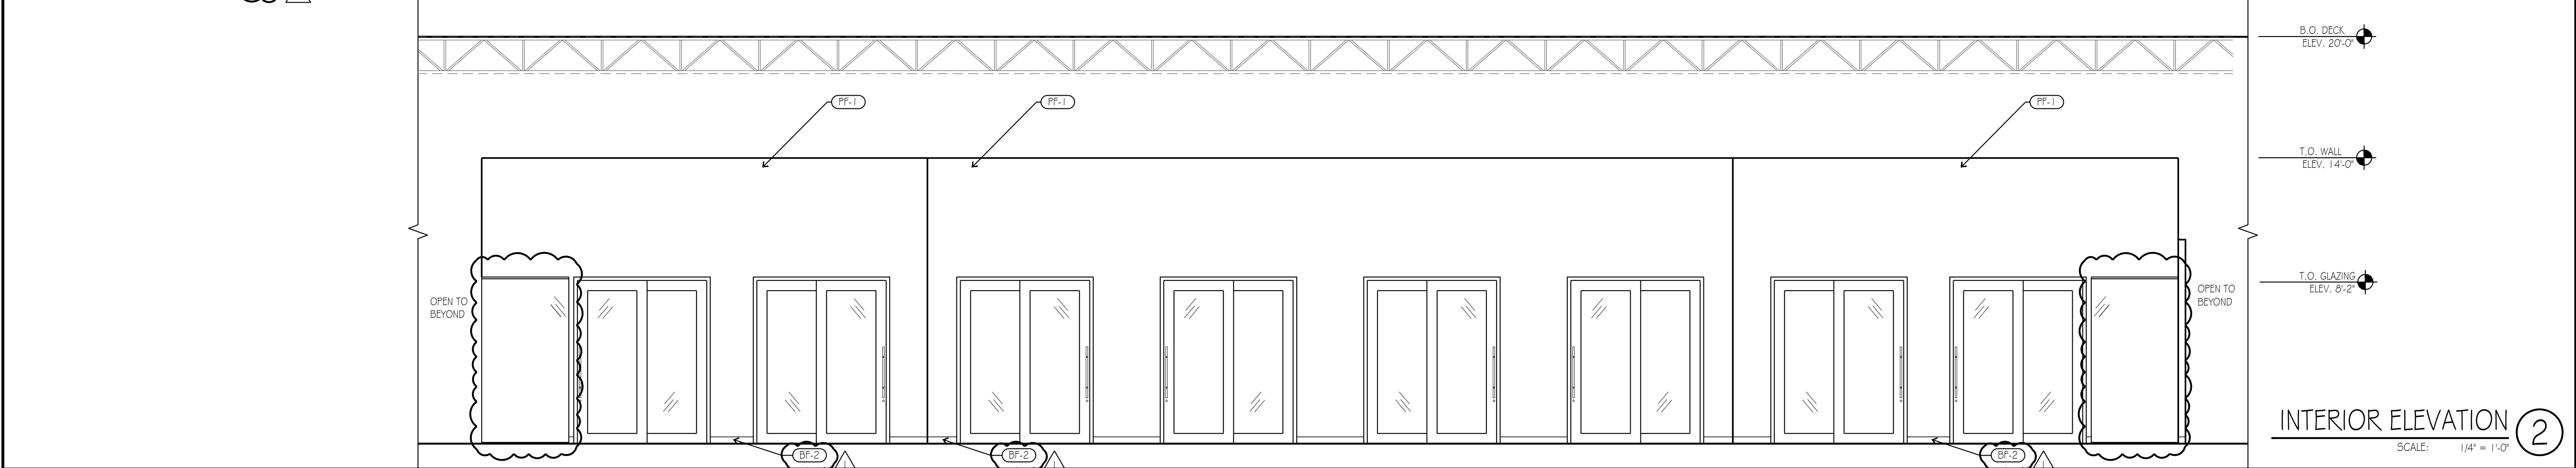 B.O. DECK
ELEV. 20'-0"
PF-1
PF-1
PF-1
T.O. WALL
ELEV. 14'-0"
T.O. GLAZING
ELEV. 8'-2"
OPEN TO
BEYOND
OPEN TO
BEYOND
BF-2
BF-2
BF-2
INTERIOR ELEVATION
2
SCALE: 1/4" = 1'-0"